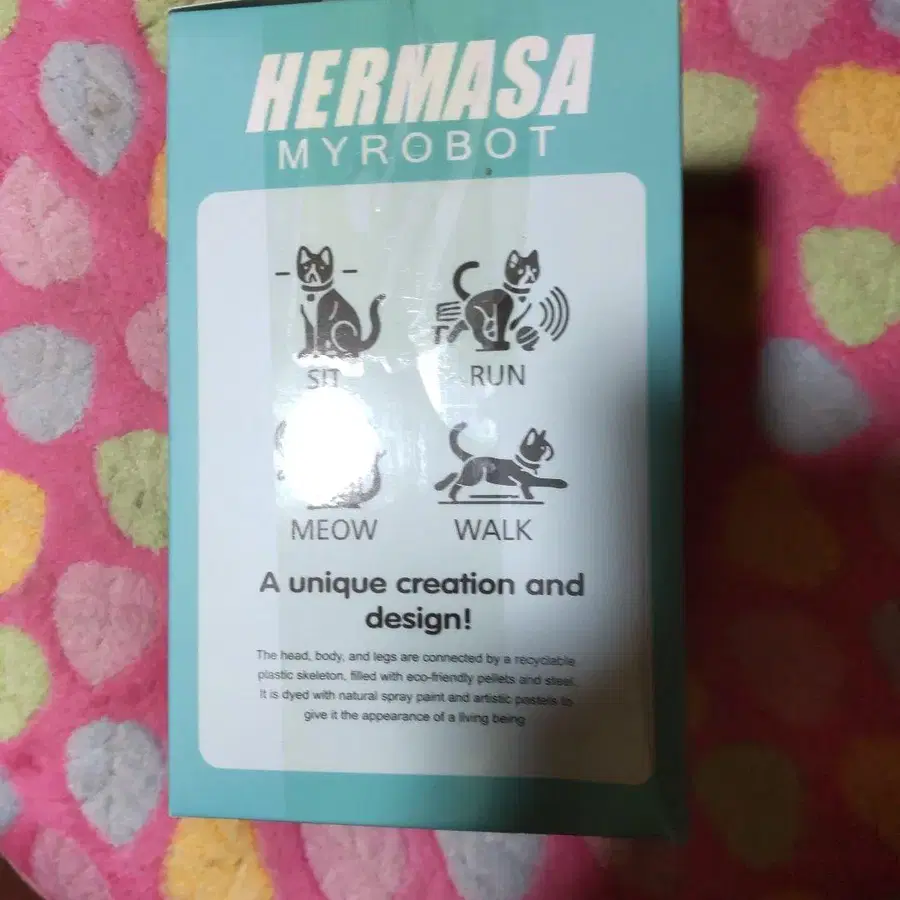 HERMASA
MYROBOT
SIT
RUN
MEOW
WALK
A unique creation and
design!
The head, body, and legs are connected by a recyclable
plastic skeleton, filled with eco-friendly pellets and steel.
It is dyed with natural spray paint and artistic pastels to
give it the appearance of a living being